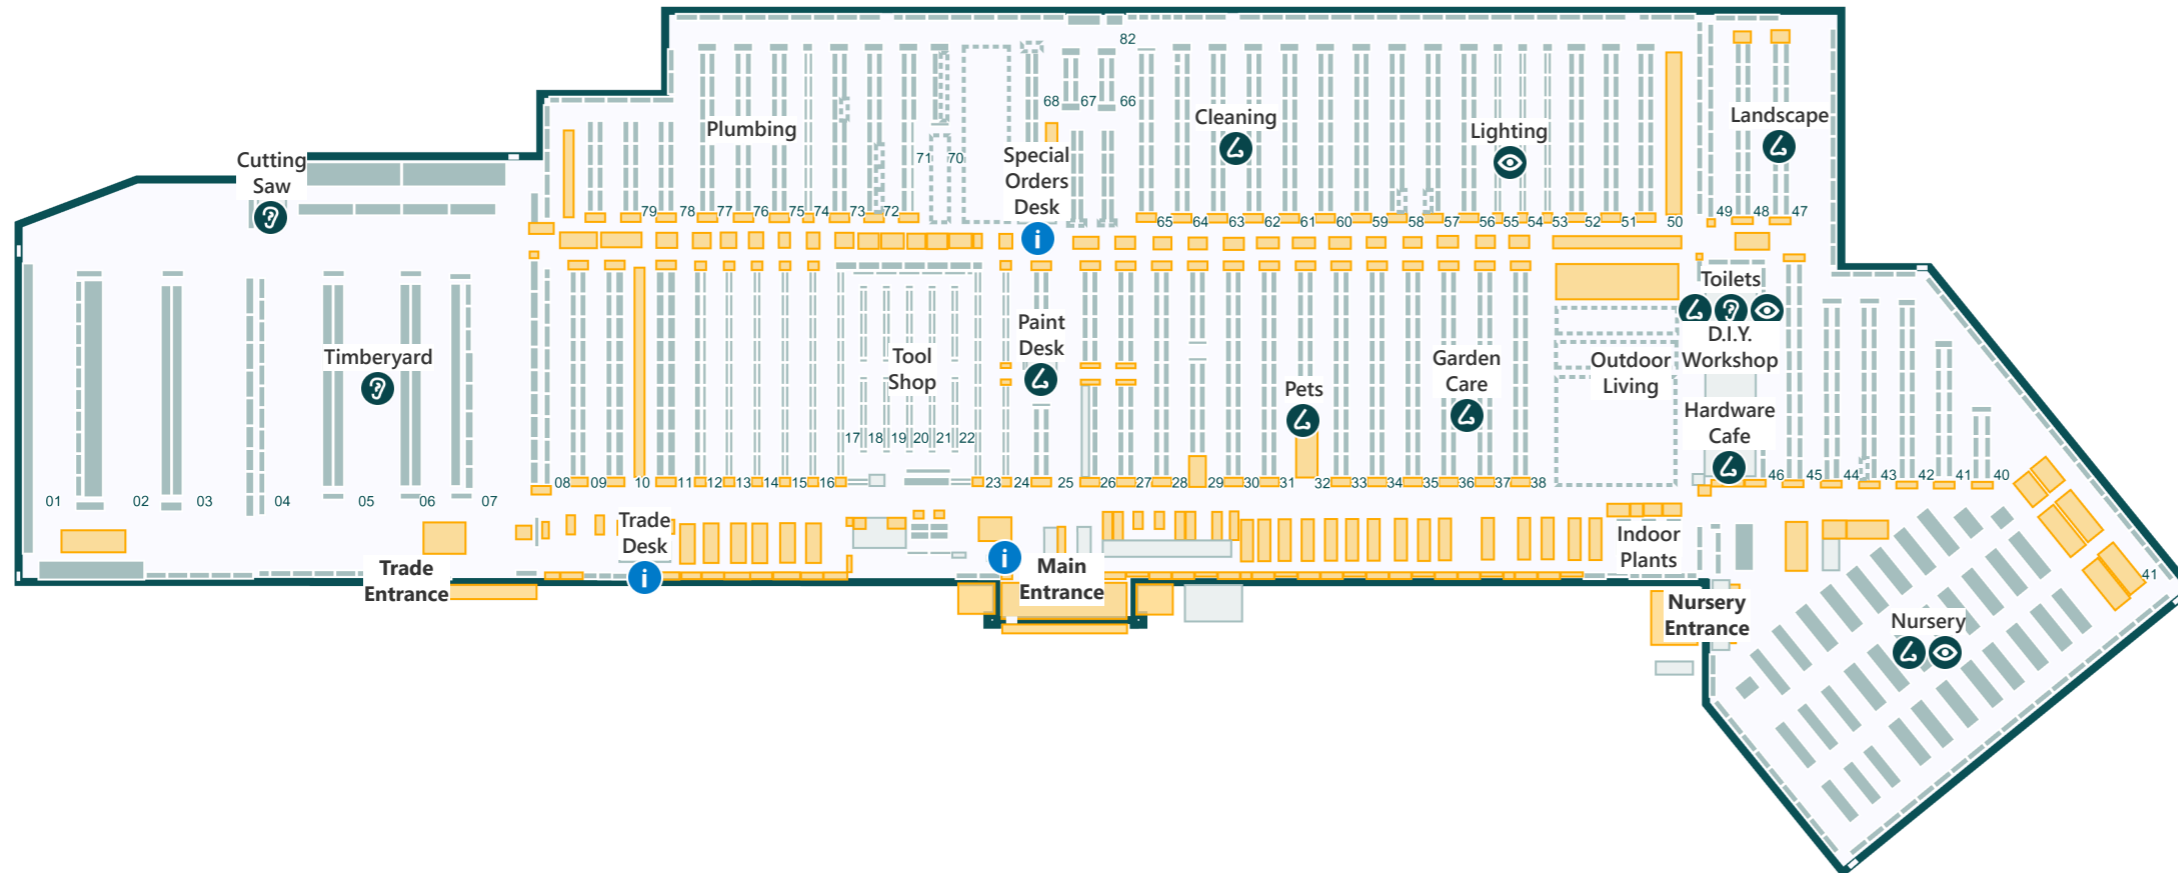 82
68 67 66
Plumbing
Cleaning
Lighting
Landscape
71 70
Cutting
Saw
Special
Orders
Desk
i
79 78 77 76 75 74 73 72
65 64 63 62 61 60 59 58 57 56 55 54 53 52 51 50 49 48 47
Toilets
D.I.Y.
Workshop
Timberyard
Tool
Shop
Paint
Desk
Pets
Garden
Care
Outdoor
Living
Hardware
Cafe
17 18 19 20 21 22
01 02 03 04 05 06 07
08 09 10 11 12 13 14 15 16
23 24 25 26 27 28 29 30 31 32 33 34 35 36 37 38
46 45 44 43 42 41 40
Trade
Desk
i
i
Trade
Entrance
Main
Entrance
Indoor
Plants
Nursery
Entrance
41
Nursery